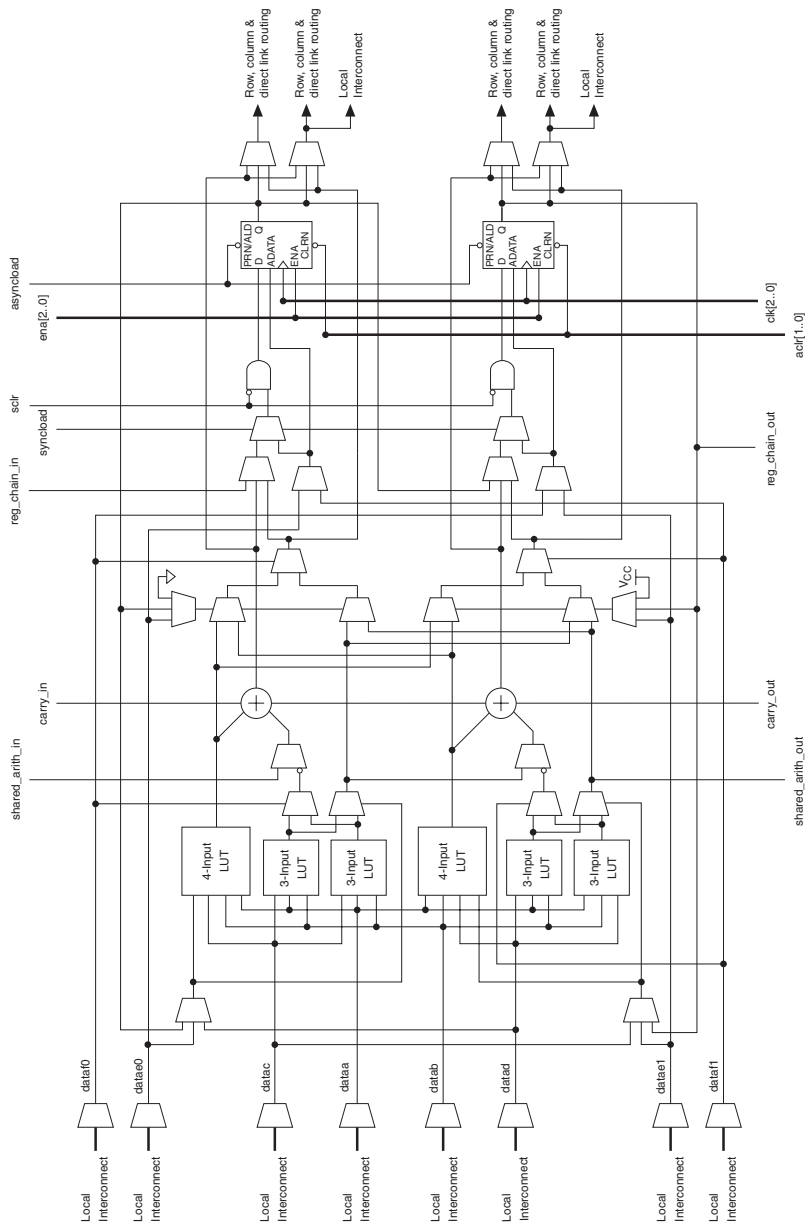 Row, column &
direct link routing
Row, column &
direct link routing
Local
Interconnect
Row, column &
direct link routing
Row, column &
direct link routing
Local
Interconnect
PRN/ALD
D Q
ADATA
ENA
CLRN
PRN/ALD
D Q
ADATA
ENA
CLRN
asyncload
ena[2..0]
sclr
syncload
reg_chain_in
carry_in
shared_arith_in
clk[2..0]
aclr[1..0]
reg_chain_out
carry_out
shared_arith_out
VCC
+
+
4-Input
LUT
3-Input
LUT
3-Input
LUT
4-Input
LUT
3-Input
LUT
3-Input
LUT
dataf0
datae0
datac
dataa
datab
datad
datae1
dataf1
Local
Interconnect
Local
Interconnect
Local
Interconnect
Local
Interconnect
Local
Interconnect
Local
Interconnect
Local
Interconnect
Local
Interconnect